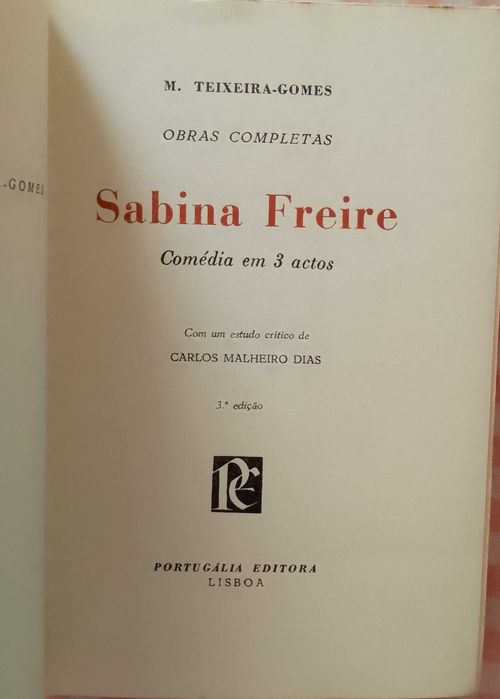 M. TEIXEIRA-GOMES
OBRAS COMPLETAS
Sabina Freire
Comédia em 3 actos
Com um estudo crítico de
CARLOS MALHEIRO DIAS
3.ª edição
PE
PORTUGÁLIA EDITORA
LISBOA
-GOMES